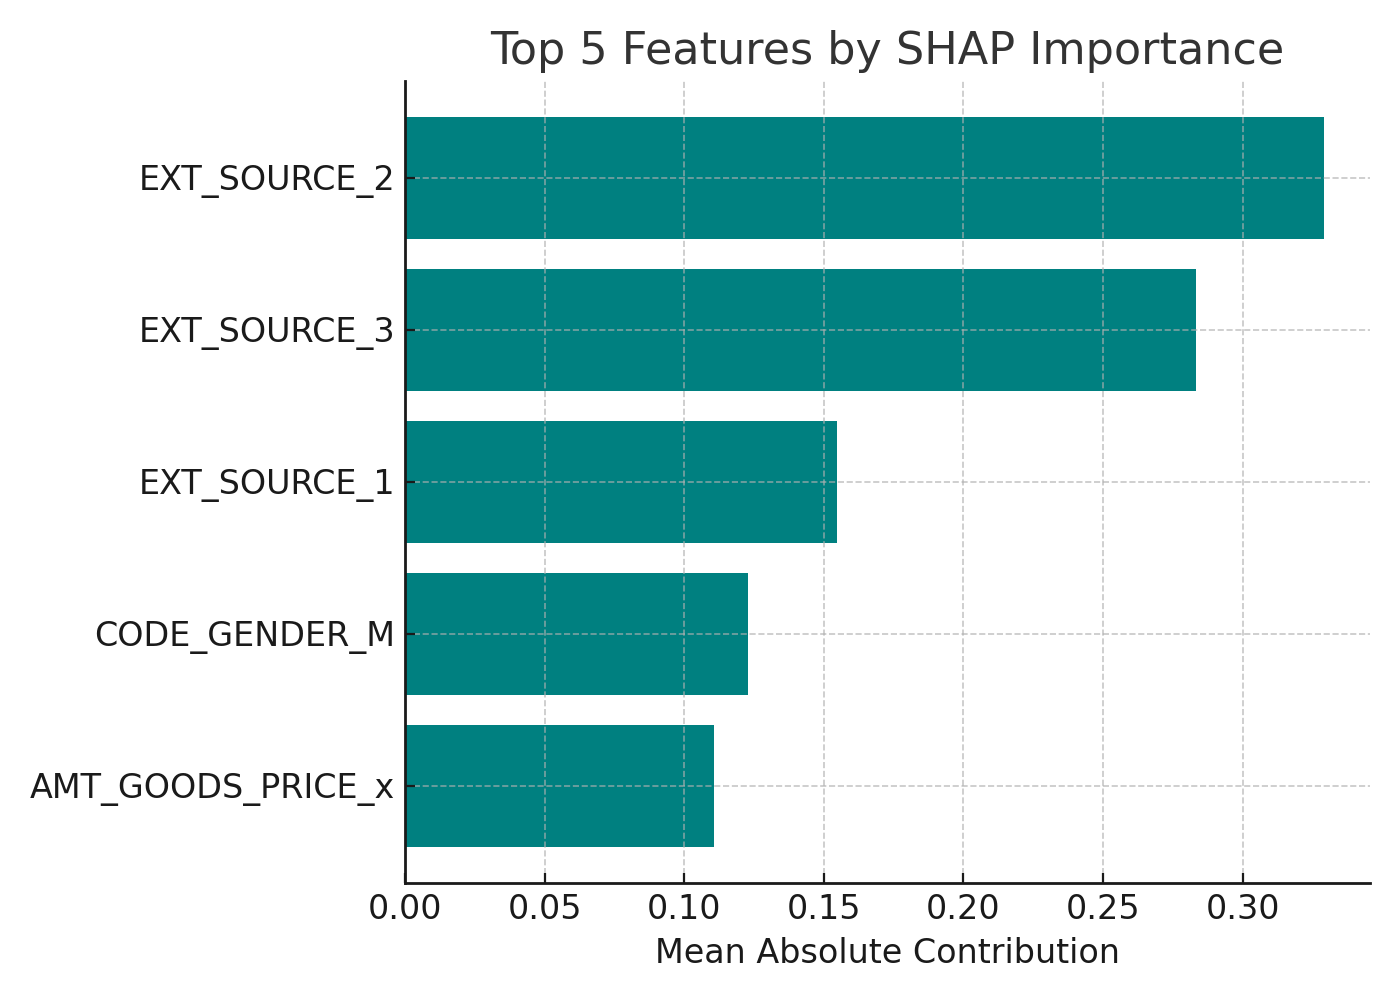 Top 5 Features by SHAP Importance
EXT_SOURCE_2
EXT_SOURCE_3
EXT_SOURCE_1
CODE_GENDER_M
AMT_GOODS_PRICE_x
0.00 0.05 0.10 0.15 0.20 0.25 0.30
Mean Absolute Contribution